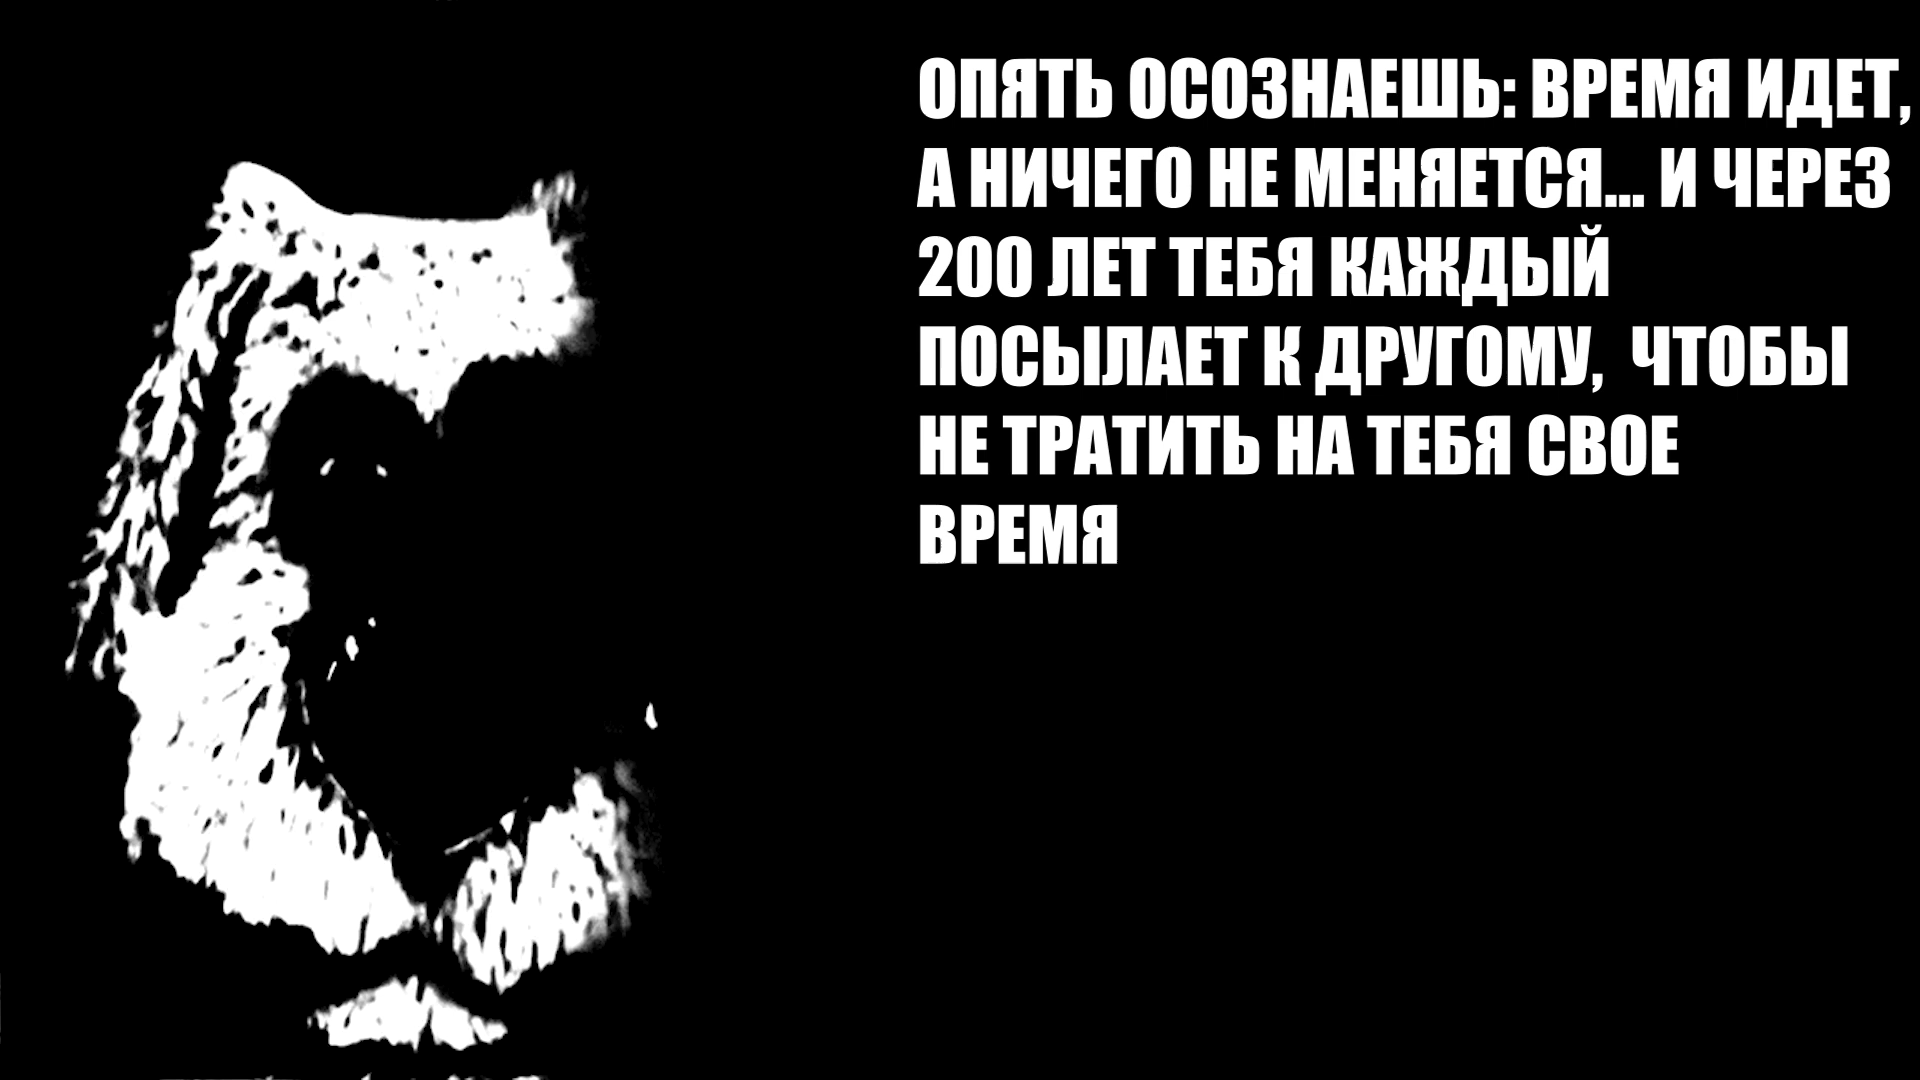 ОПЯТЬ ОСОЗНАЕШЬ: ВРЕМЯ ИДЕТ,
А НИЧЕГО НЕ МЕНЯЕТСЯ... И ЧЕРЕЗ
200 ЛЕТ ТЕБЯ КАЖДЫЙ
ПОСЫЛАЕТ К ДРУГОМУ, ЧТОБЫ
НЕ ТРАТИТЬ НА ТЕБЯ СВОЕ
ВРЕМЯ